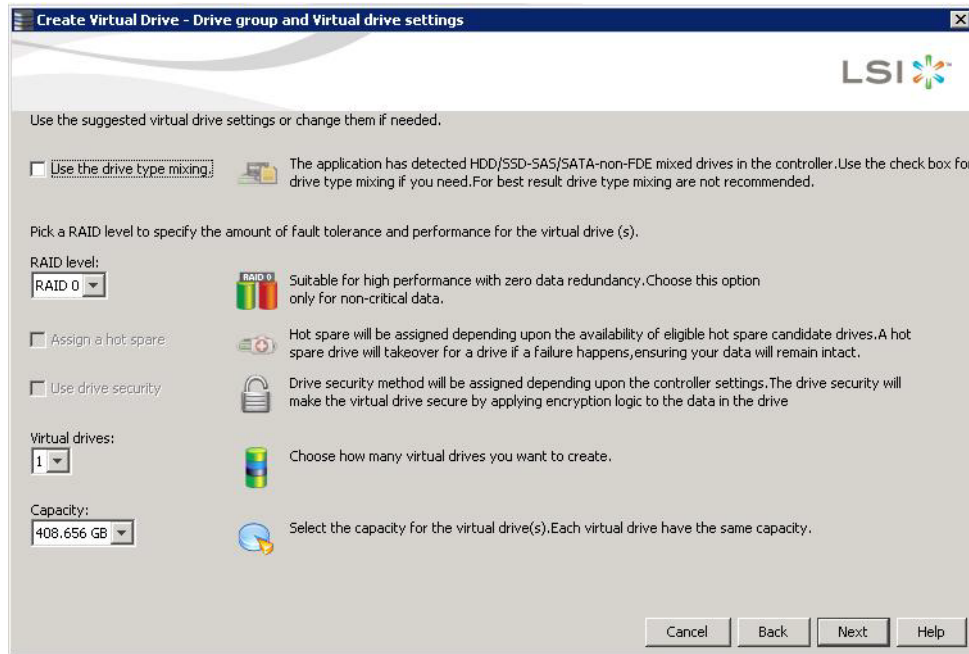 Create Virtual Drive - Drive group and Virtual drive settings
LSI
Use the suggested virtual drive settings or change them if needed.
Use the drive type mixing.
The application has detected HDD/SSD-SAS/SATA-non-FDE mixed drives in the controller.Use the check box for
drive type mixing if you need.For best result drive type mixing are not recommended.
Pick a RAID level to specify the amount of fault tolerance and performance for the virtual drive (s).
RAID level:
RAID 0
RAID 0
Suitable for high performance with zero data redundancy.Choose this option
only for non-critical data.
Assign a hot spare
Hot spare will be assigned depending upon the availability of eligible hot spare candidate drives.A hot
spare drive will takeover for a drive if a failure happens,ensuring your data will remain intact.
Use drive security
Drive security method will be assigned depending upon the controller settings.The drive security will
make the virtual drive secure by applying encryption logic to the data in the drive
Virtual drives:
1
Choose how many virtual drives you want to create.
Capacity:
408.656 GB
Select the capacity for the virtual drive(s).Each virtual drive have the same capacity.
Cancel
Back
Next
Help